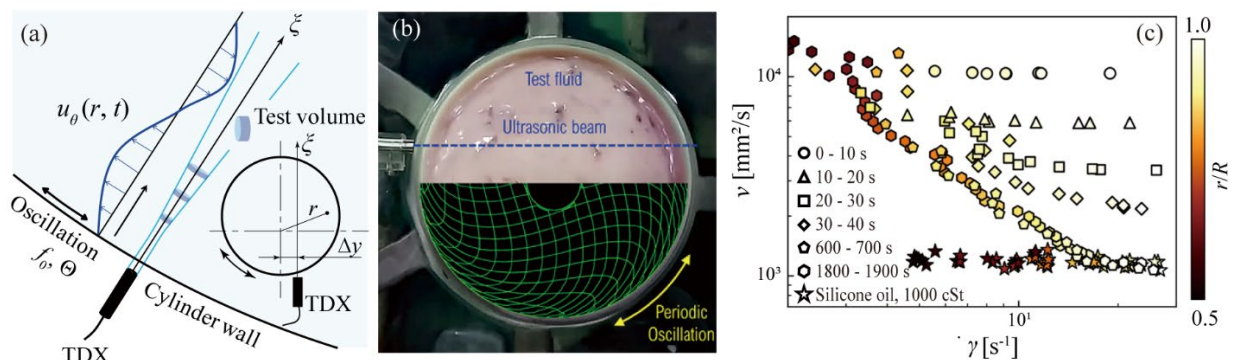 (a)
ξ
u_θ(r, t)
Test volume
ξ
r
Δy
Oscillation
f₀, Θ
Cylinder wall
TDX
TDX
(b)
Test fluid
Ultrasonic beam
Periodic
Oscillation
(c)
1.0
10⁴
ν [mm²/s]
0 - 10 s
10 - 20 s
20 - 30 s
30 - 40 s
600 - 700 s
1800 - 1900 s
Silicone oil, 1000 cSt
r/R
10³
10¹
0.5
γ̇ [s⁻¹]